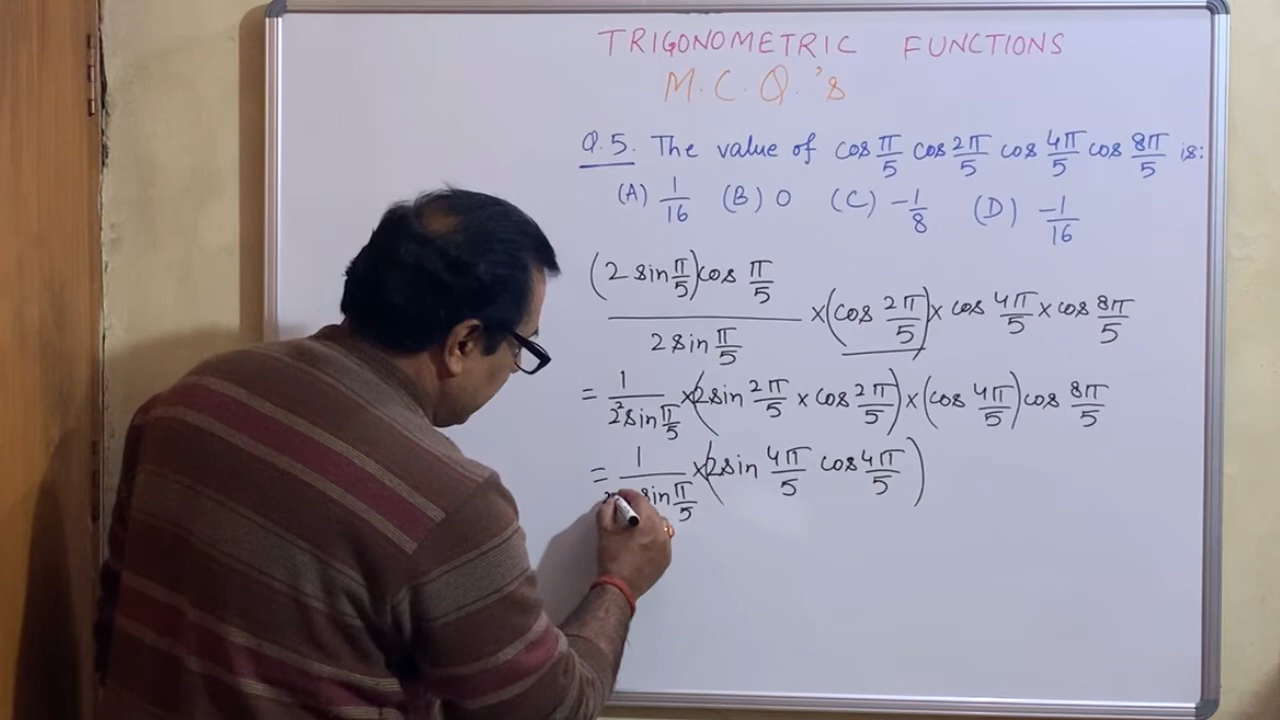 TRIGONOMETRIC FUNCTIONS
M.C.Q.'s
Q.5. The value of cos π/5 cos 2π/5 cos 4π/5 cos 8π/5 is:
(A) 1/16 (B) 0 (C) -1/8 (D) -1/16
(2 sin π/5) cos π/5 / 2 sin π/5 × (cos 2π/5) × cos 4π/5 × cos 8π/5
= 1/2² sin π/5 × (2 sin 2π/5 × cos 2π/5) × (cos 4π/5) cos 8π/5
= 1/ sin π/5 × (2 sin 4π/5 cos 4π/5)